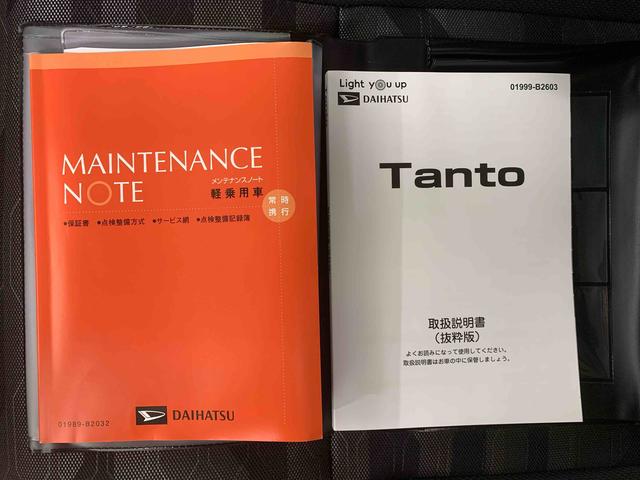 MAINTENANCE
NOTE
メンテナンスノート
軽乗用車
常時
携行
●保証書 ●点検整備方式 ●サービス網 ●点検整備記録簿
01989-B2032
DAIHATSU
Light you up
DAIHATSU
01999-B2603
Tanto
取扱説明書
(抜粋版)
よくお読みになって使用してください。
取扱説明書はお車の中に保管しましょう。